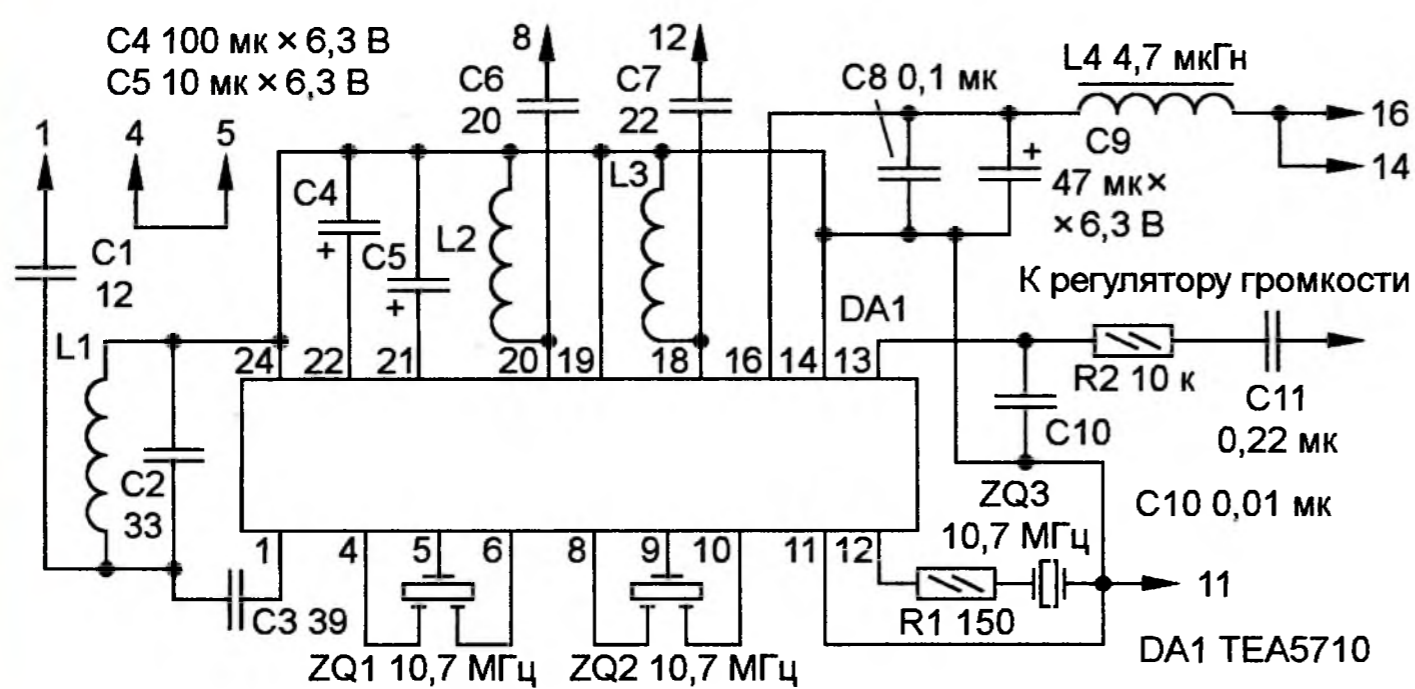 C4 100 мк × 6,3 В
C5 10 мк × 6,3 В
8
12
L4 4,7 мкГн
C6
20
C7
22
C8 0,1 мк
1
4
5
16
C9
+
14
47 мк×
×6,3 В
C4
+
L3
C1
12
C5
+
L2
К регулятору громкости
DA1
L1
24
22
21
20
19
18
16
14
13
R2 10 к
C11
0,22 мк
C10
C2
33
ZQ3
10,7 МГц
C10 0,01 мк
1
4
5
6
8
9
10
11
12
C3 39
R1 150
11
ZQ1 10,7 МГц
ZQ2 10,7 МГц
DA1 TEA5710